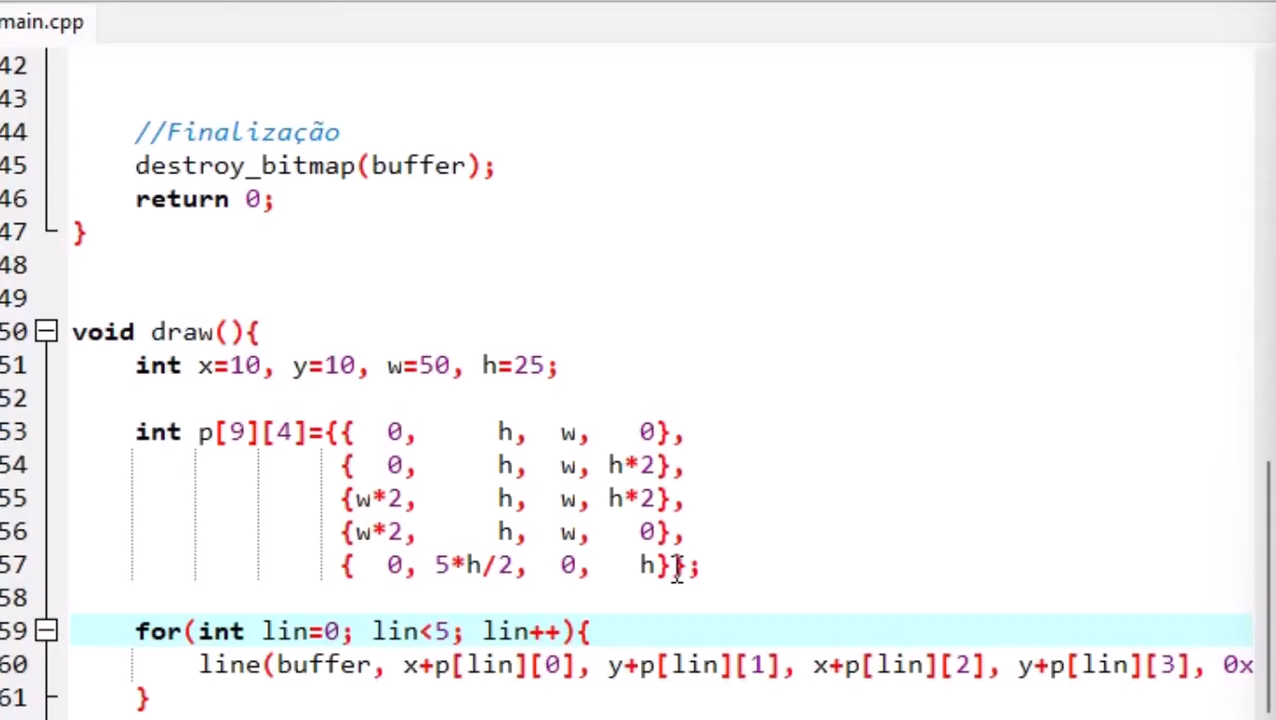 main.cpp
42
43
44 //Finalização
45 destroy_bitmap(buffer);
46 return 0;
47 }
48
49
50 void draw(){
51 int x=10, y=10, w=50, h=25;
52
53 int p[9][4]={{ 0, h, w, 0},
54 { 0, h, w, h*2},
55 {w*2, h, w, h*2},
56 {w*2, h, w, 0},
57 { 0, 5*h/2, 0, h}};
58
59 for(int lin=0; lin<5; lin++){
60 line(buffer, x+p[lin][0], y+p[lin][1], x+p[lin][2], y+p[lin][3], 0x
61 }